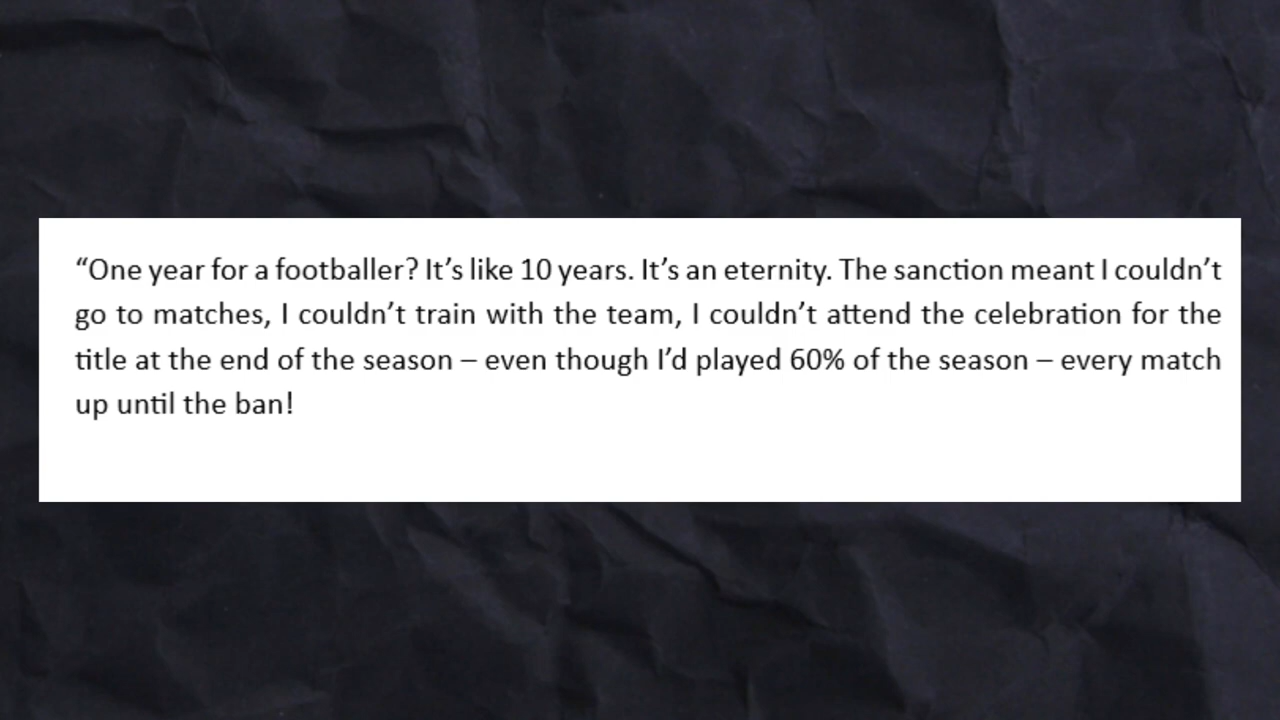 “One year for a footballer? It’s like 10 years. It’s an eternity. The sanction meant I couldn’t
go to matches, I couldn’t train with the team, I couldn’t attend the celebration for the
title at the end of the season – even though I’d played 60% of the season – every match
up until the ban!